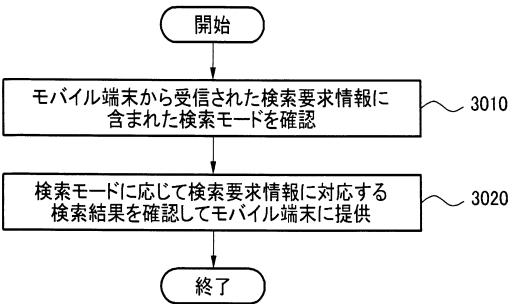 開始
モバイル端末から受信された検索要求情報に
含まれた検索モードを確認
3010
検索モードに応じて検索要求情報に対応する
検索結果を確認してモバイル端末に提供
3020
終了